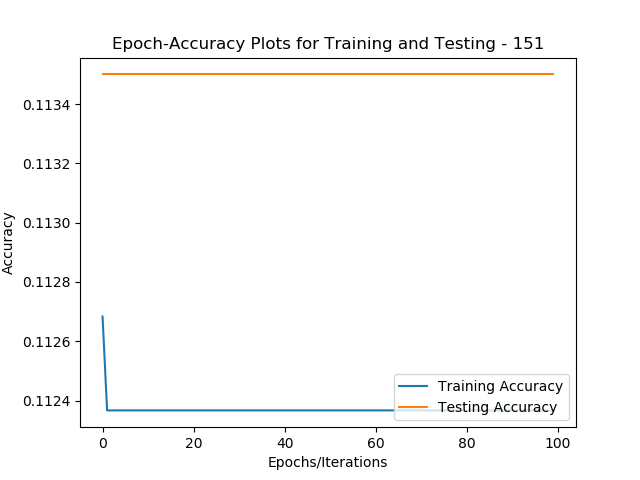 Epoch-Accuracy Plots for Training and Testing - 151
Accuracy
0.1134
0.1132
0.1130
0.1128
0.1126
0.1124
0
20
40
60
80
100
Epochs/Iterations
Training Accuracy
Testing Accuracy